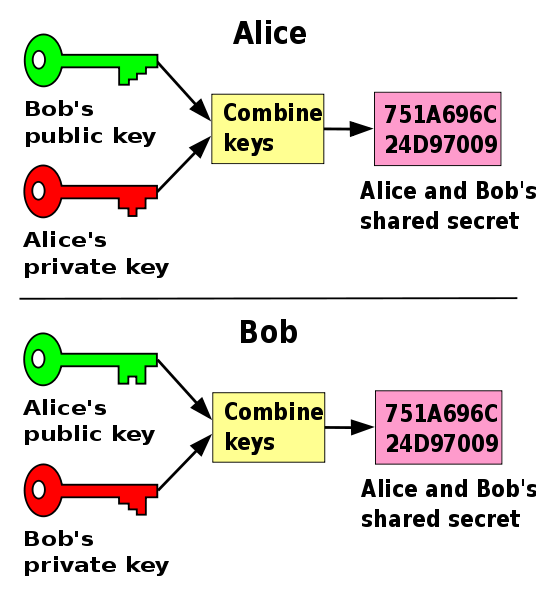 Alice
Bob's
public key
Combine
keys
751A696C
24D97009
Alice and Bob's
shared secret
Alice's
private key
Bob
Alice's
public key
Combine
keys
751A696C
24D97009
Alice and Bob's
shared secret
Bob's
private key